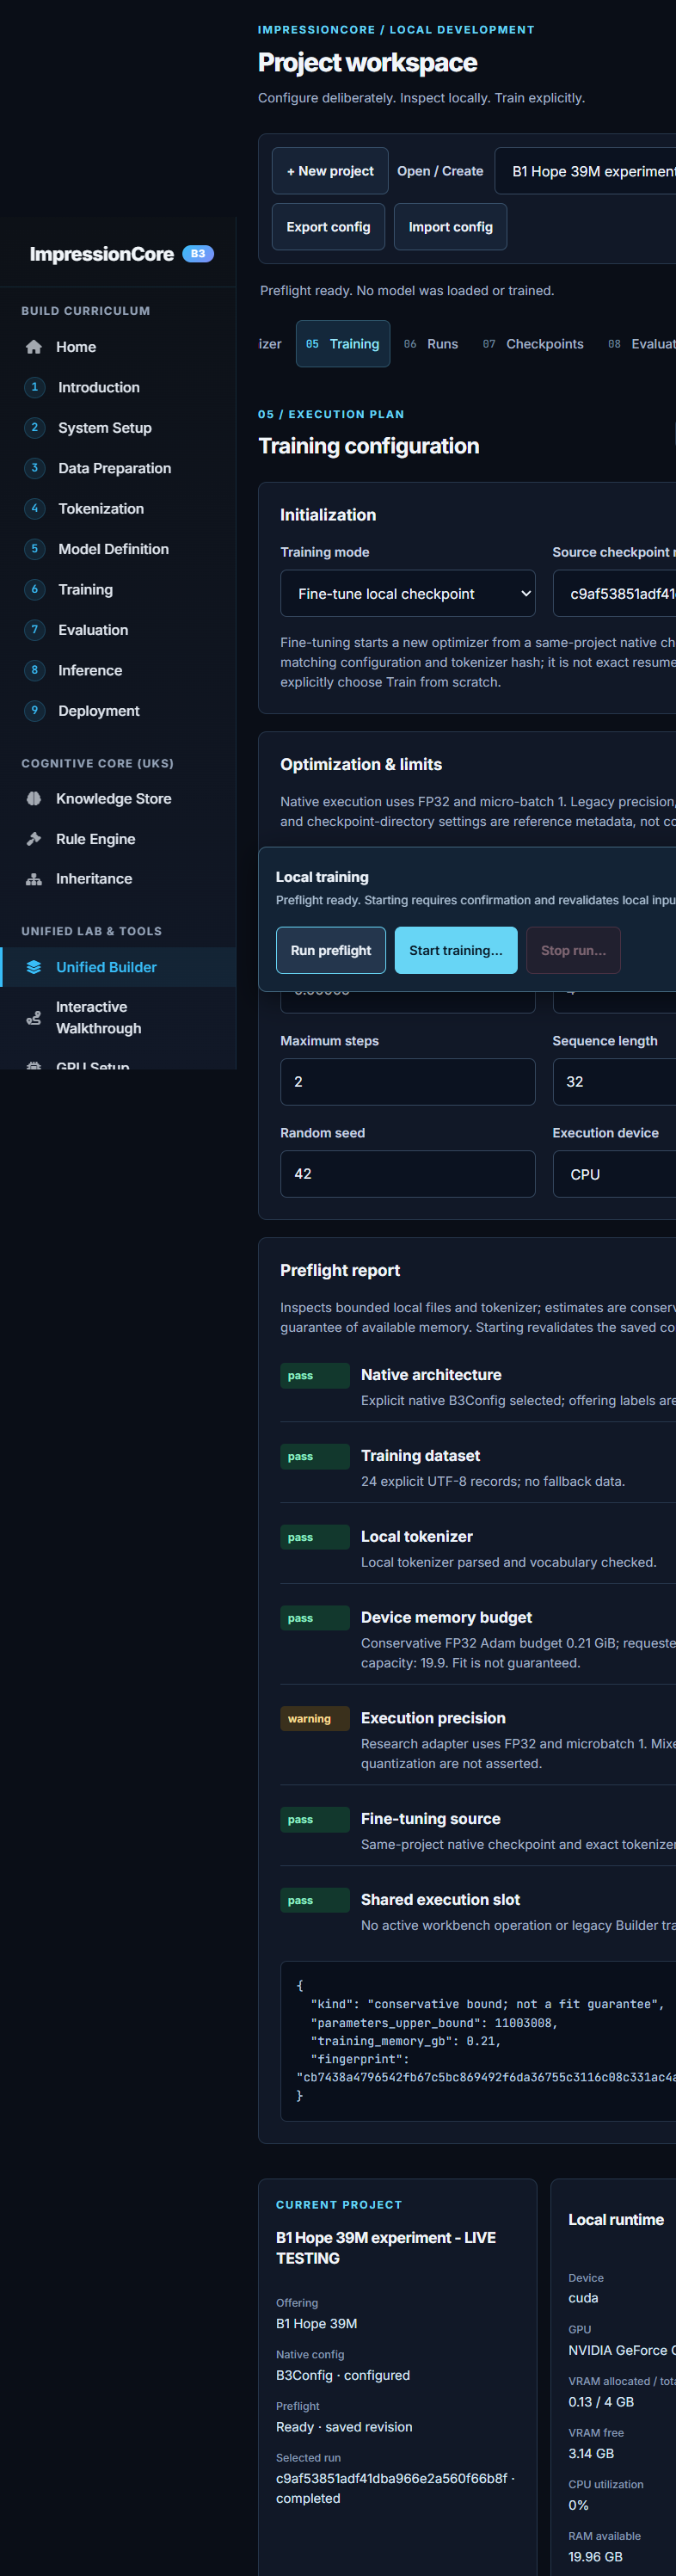 IMPRESSIONCORE / LOCAL DEVELOPMENT
Project workspace
Configure deliberately. Inspect locally. Train explicitly.
+ New project
Open / Create
B1 Hope 39M experiment
Export config
Import config
Preflight ready. No model was loaded or trained.
izer
05 Training
06 Runs
07 Checkpoints
08 Evaluat
ImpressionCore B3
BUILD CURRICULUM
Home
1 Introduction
2 System Setup
3 Data Preparation
4 Tokenization
5 Model Definition
6 Training
7 Evaluation
8 Inference
9 Deployment
COGNITIVE CORE (UKS)
Knowledge Store
Rule Engine
Inheritance
UNIFIED LAB & TOOLS
Unified Builder
Interactive
Walkthrough
GPU Setup
05 / EXECUTION PLAN
Training configuration
Initialization
Training mode
Source checkpoint
Fine-tune local checkpoint
c9af53851adf41
Fine-tuning starts a new optimizer from a same-project native ch
matching configuration and tokenizer hash; it is not exact resume
explicitly choose Train from scratch.
Optimization & limits
Native execution uses FP32 and micro-batch 1. Legacy precision,
and checkpoint-directory settings are reference metadata, not co
Local training
Preflight ready. Starting requires confirmation and revalidates local inpu
Run preflight
Start training...
Stop run...
Maximum steps
Sequence length
2
32
Random seed
Execution device
42
CPU
Preflight report
Inspects bounded local files and tokenizer; estimates are conserv
guarantee of available memory. Starting revalidates the saved co
pass
Native architecture
Explicit native B3Config selected; offering labels are
pass
Training dataset
24 explicit UTF-8 records; no fallback data.
pass
Local tokenizer
Local tokenizer parsed and vocabulary checked.
pass
Device memory budget
Conservative FP32 Adam budget 0.21 GiB; requeste
capacity: 19.9. Fit is not guaranteed.
warning
Execution precision
Research adapter uses FP32 and microbatch 1. Mixe
quantization are not asserted.
pass
Fine-tuning source
Same-project native checkpoint and exact tokenizer
pass
Shared execution slot
No active workbench operation or legacy Builder tra
{
"kind": "conservative bound; not a fit guarantee",
"parameters_upper_bound": 11003008,
"training_memory_gb": 0.21,
"fingerprint":
"cb7438a4796542fb67c5bc869492f6da36755c3116c08c331ac4a
}
CURRENT PROJECT
B1 Hope 39M experiment - LIVE
TESTING
Offering
B1 Hope 39M
Native config
B3Config · configured
Preflight
Ready · saved revision
Selected run
c9af53851adf41dba966e2a560f66b8f ·
completed
Local runtime
Device
cuda
GPU
NVIDIA GeForce
VRAM allocated / tota
0.13 / 4 GB
VRAM free
3.14 GB
CPU utilization
0%
RAM available
19.96 GB